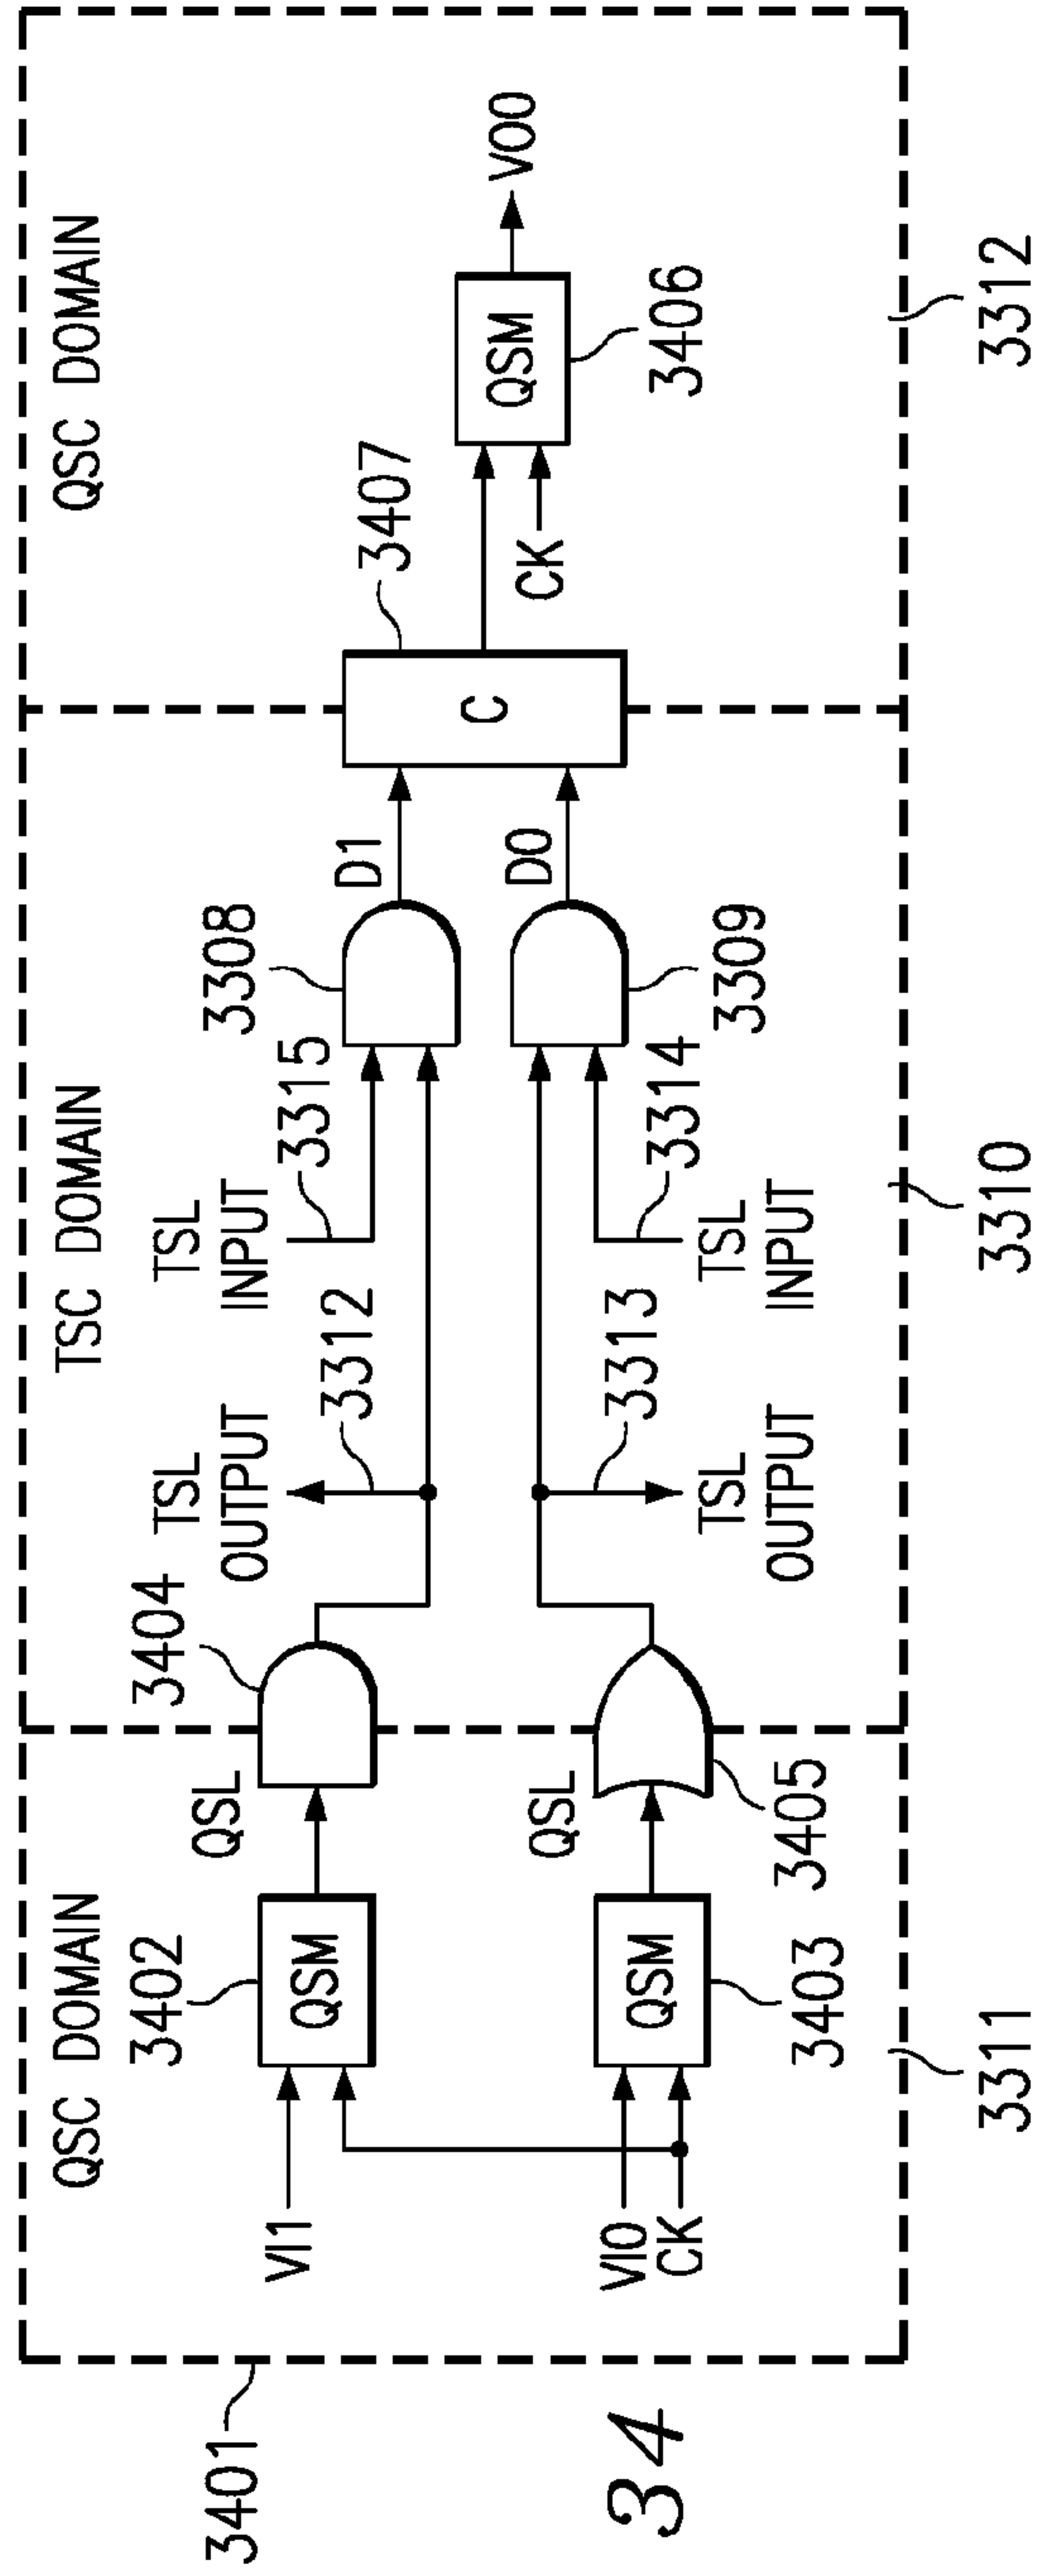 QSC DOMAIN
TSC DOMAIN
QSC DOMAIN
3401
3402
QSL
3404
TSL
OUTPUT
TSL
INPUT
3312
3315
3308
3407
VI1
QSM
D1
C
QSM
VO0
CK
3406
VI0
CK
QSL
QSM
D0
3403
3405
3313
3314
3309
TSL
OUTPUT
TSL
INPUT
3311
3310
3312
34